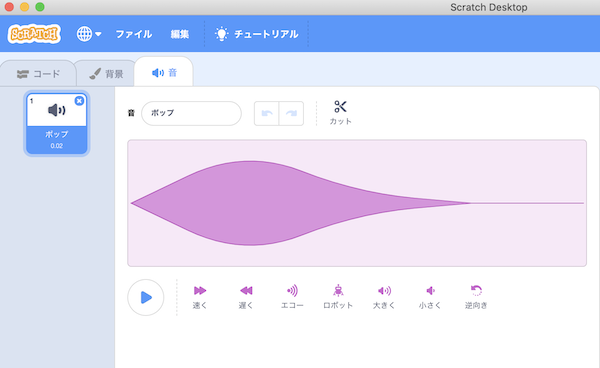 Scratch Desktop
SCRATCH ファイル 編集 チュートリアル
コード 背景 音
1
ポップ
0.02
音 ポップ カット
速く 遅く エコー ロボット 大きく 小さく 逆向き